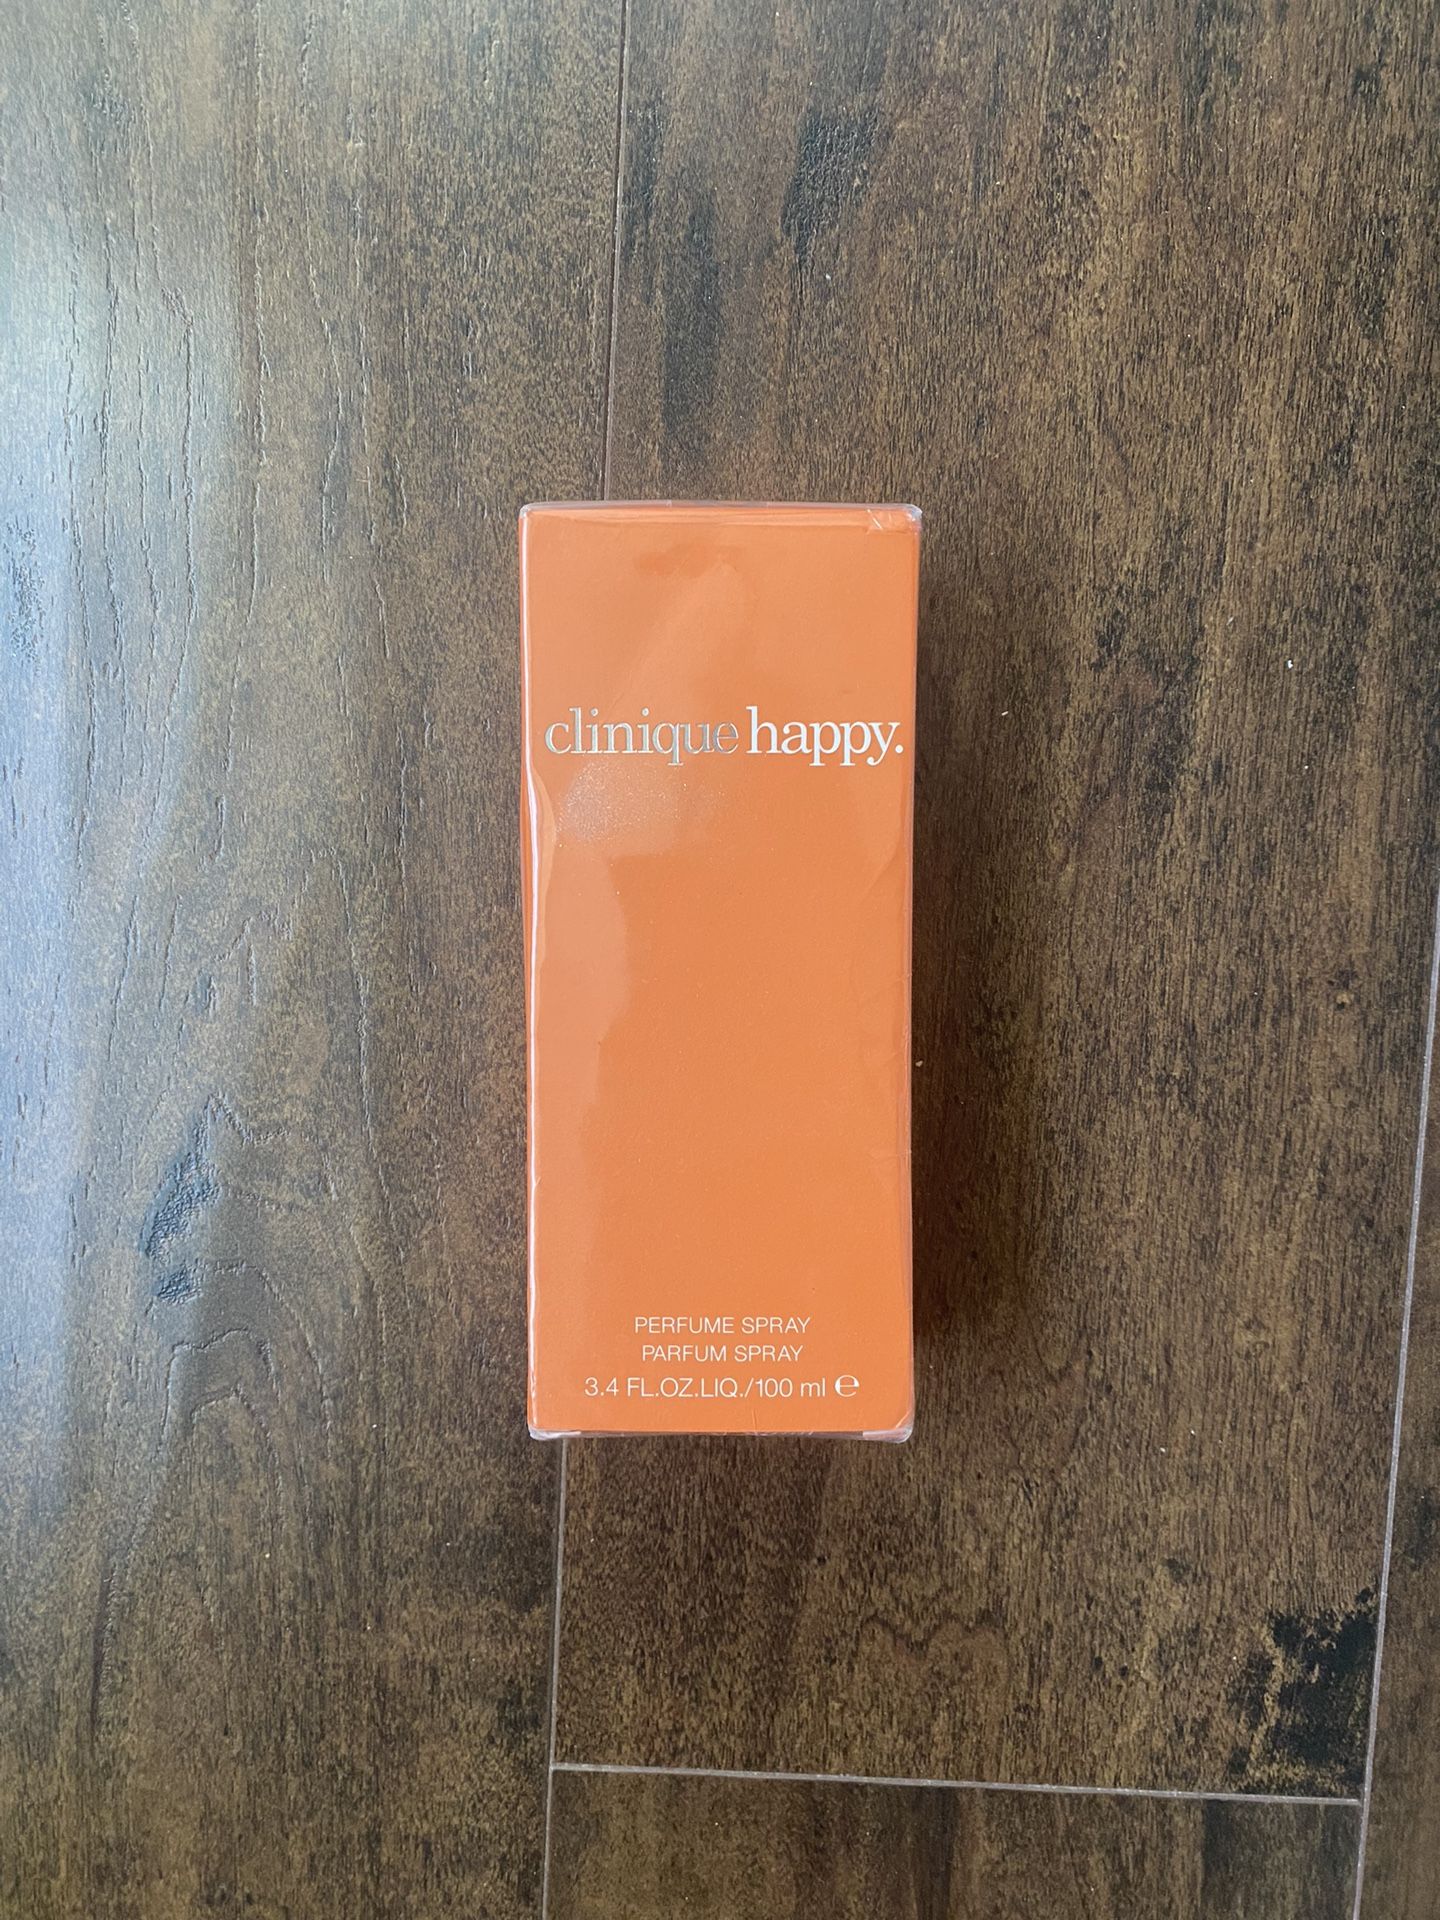 clinique happy.
PERFUME SPRAY
PARFUM SPRAY
3.4 FL.OZ.LIQ./100 ml ℮